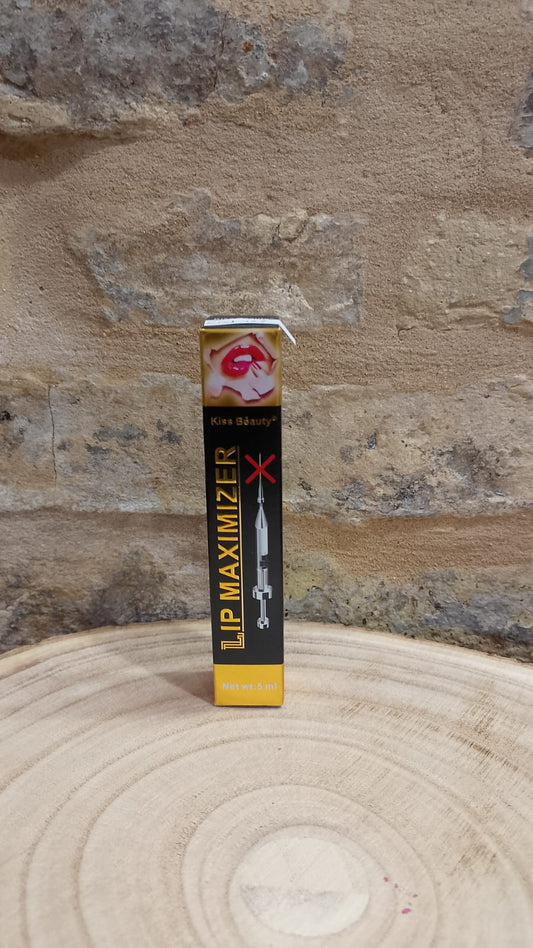 Kiss Beauty®
LIP MAXIMIZER
Net wt. 5 ml